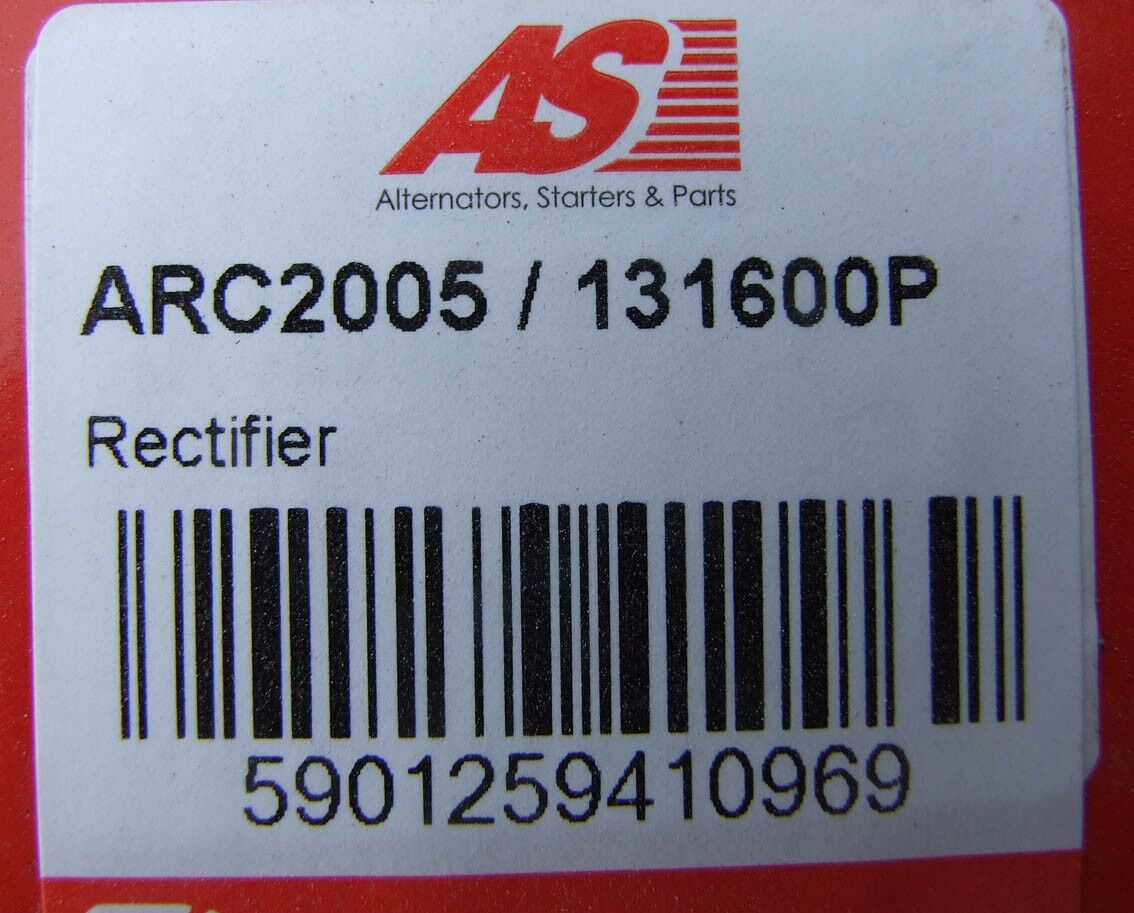 AS
Alternators, Starters & Parts
ARC2005 / 131600P
Rectifier
5901259410969